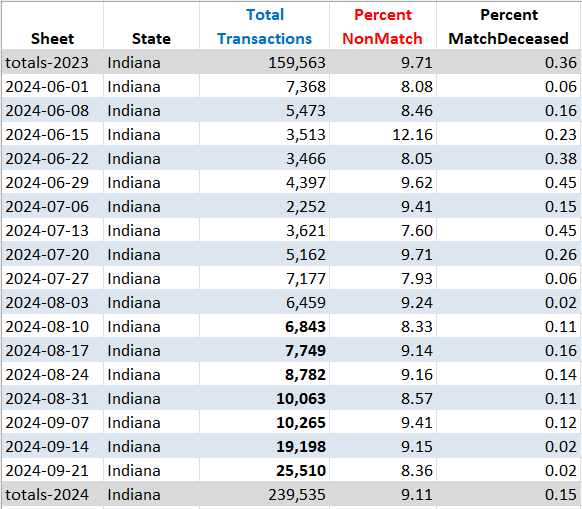 Total Percent Percent
Sheet State Transactions NonMatch MatchDeceased
totals-2023 Indiana 159,563 9.71 0.36
2024-06-01 Indiana 7,368 8.08 0.06
2024-06-08 Indiana 5,473 8.46 0.16
2024-06-15 Indiana 3,513 12.16 0.23
2024-06-22 Indiana 3,466 8.05 0.38
2024-06-29 Indiana 4,397 9.62 0.45
2024-07-06 Indiana 2,252 9.41 0.15
2024-07-13 Indiana 3,621 7.60 0.45
2024-07-20 Indiana 5,162 9.71 0.26
2024-07-27 Indiana 7,177 7.93 0.06
2024-08-03 Indiana 6,459 9.24 0.02
2024-08-10 Indiana 6,843 8.33 0.11
2024-08-17 Indiana 7,749 9.14 0.16
2024-08-24 Indiana 8,782 9.16 0.14
2024-08-31 Indiana 10,063 8.57 0.11
2024-09-07 Indiana 10,265 9.41 0.12
2024-09-14 Indiana 19,198 9.15 0.02
2024-09-21 Indiana 25,510 8.36 0.02
totals-2024 Indiana 239,535 9.11 0.15